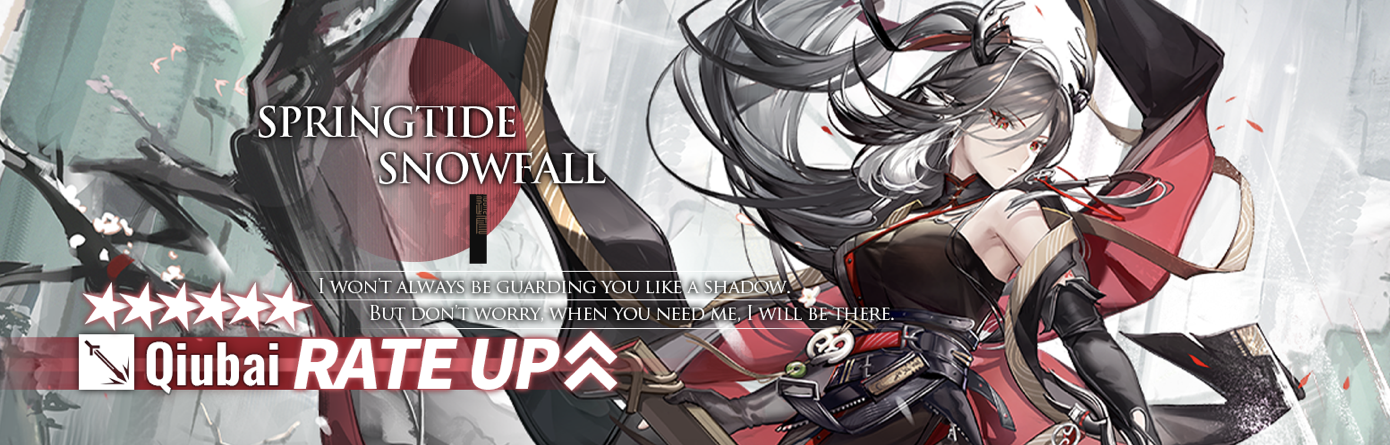 SPRINGTIDE
SNOWFALL
I WON'T ALWAYS BE GUARDING YOU LIKE A SHADOW.
BUT DON'T WORRY, WHEN YOU NEED ME, I WILL BE THERE.
Qiubai RATE UP